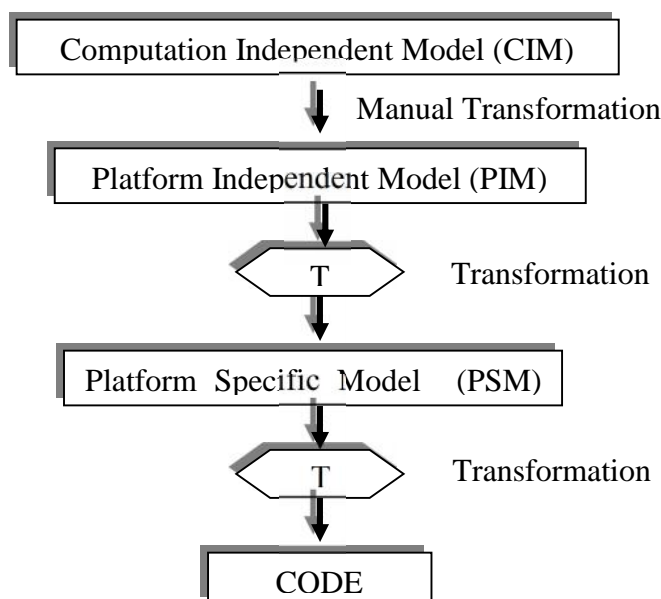 Computation Independent Model (CIM)
Manual Transformation
Platform Independent Model (PIM)
T
Transformation
Platform Specific Model (PSM)
T
Transformation
CODE